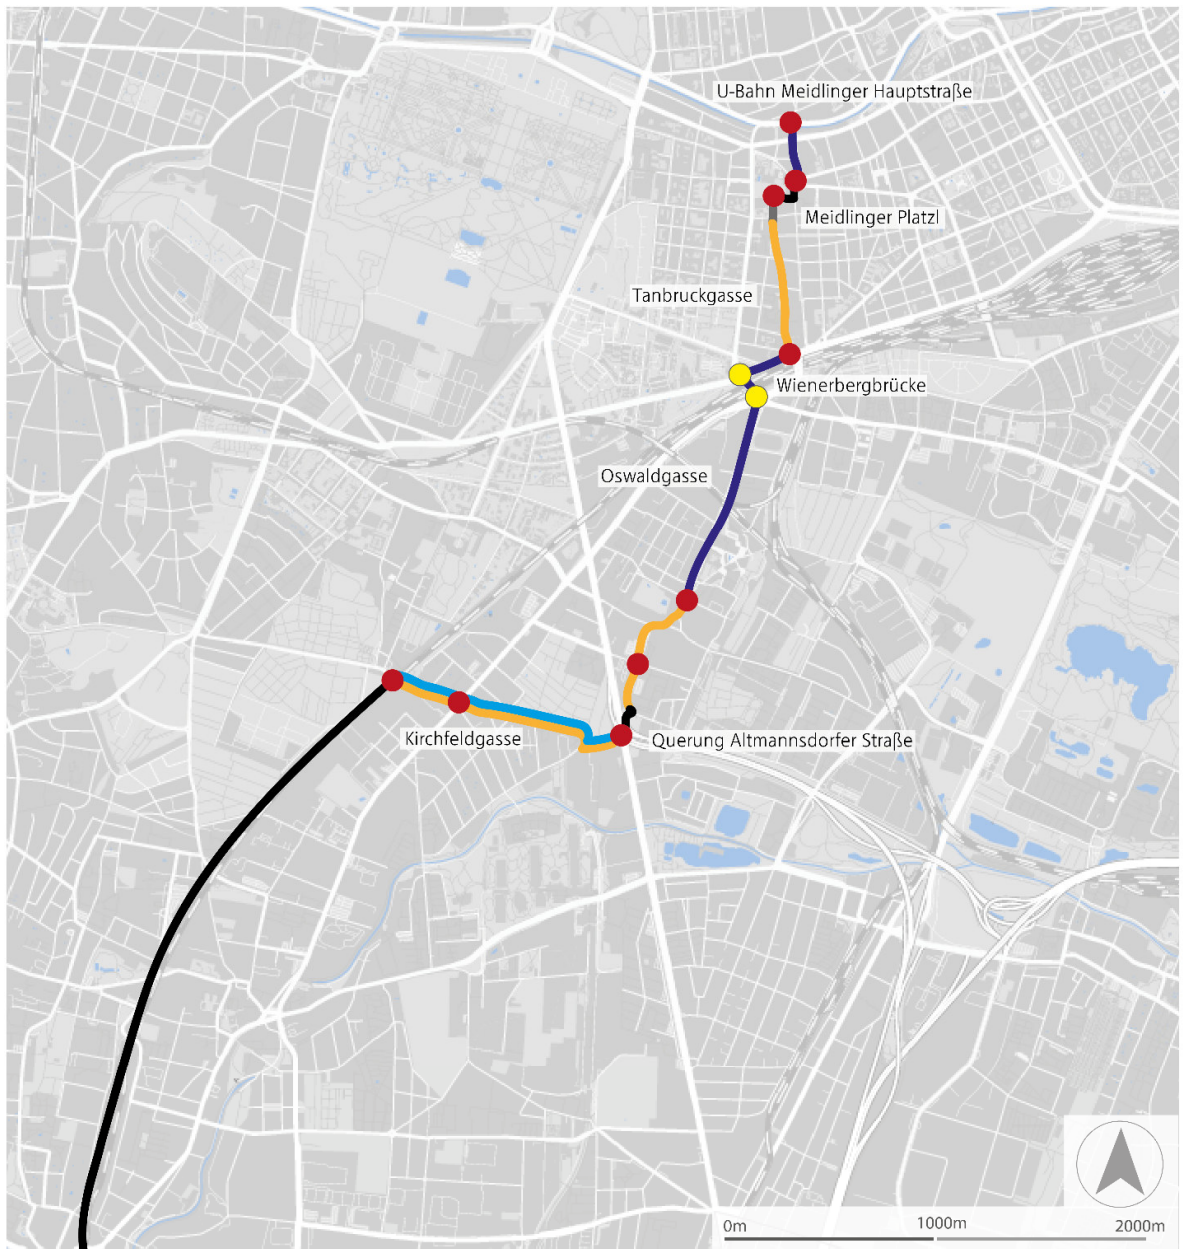 U-Bahn Meidlinger Hauptstraße
Meidlinger Platzl
Tanbruckgasse
Wienerbergbrücke
Oswaldgasse
Kirchfeldgasse
Querung Altmannsdorfer Straße
0m
1000m
2000m